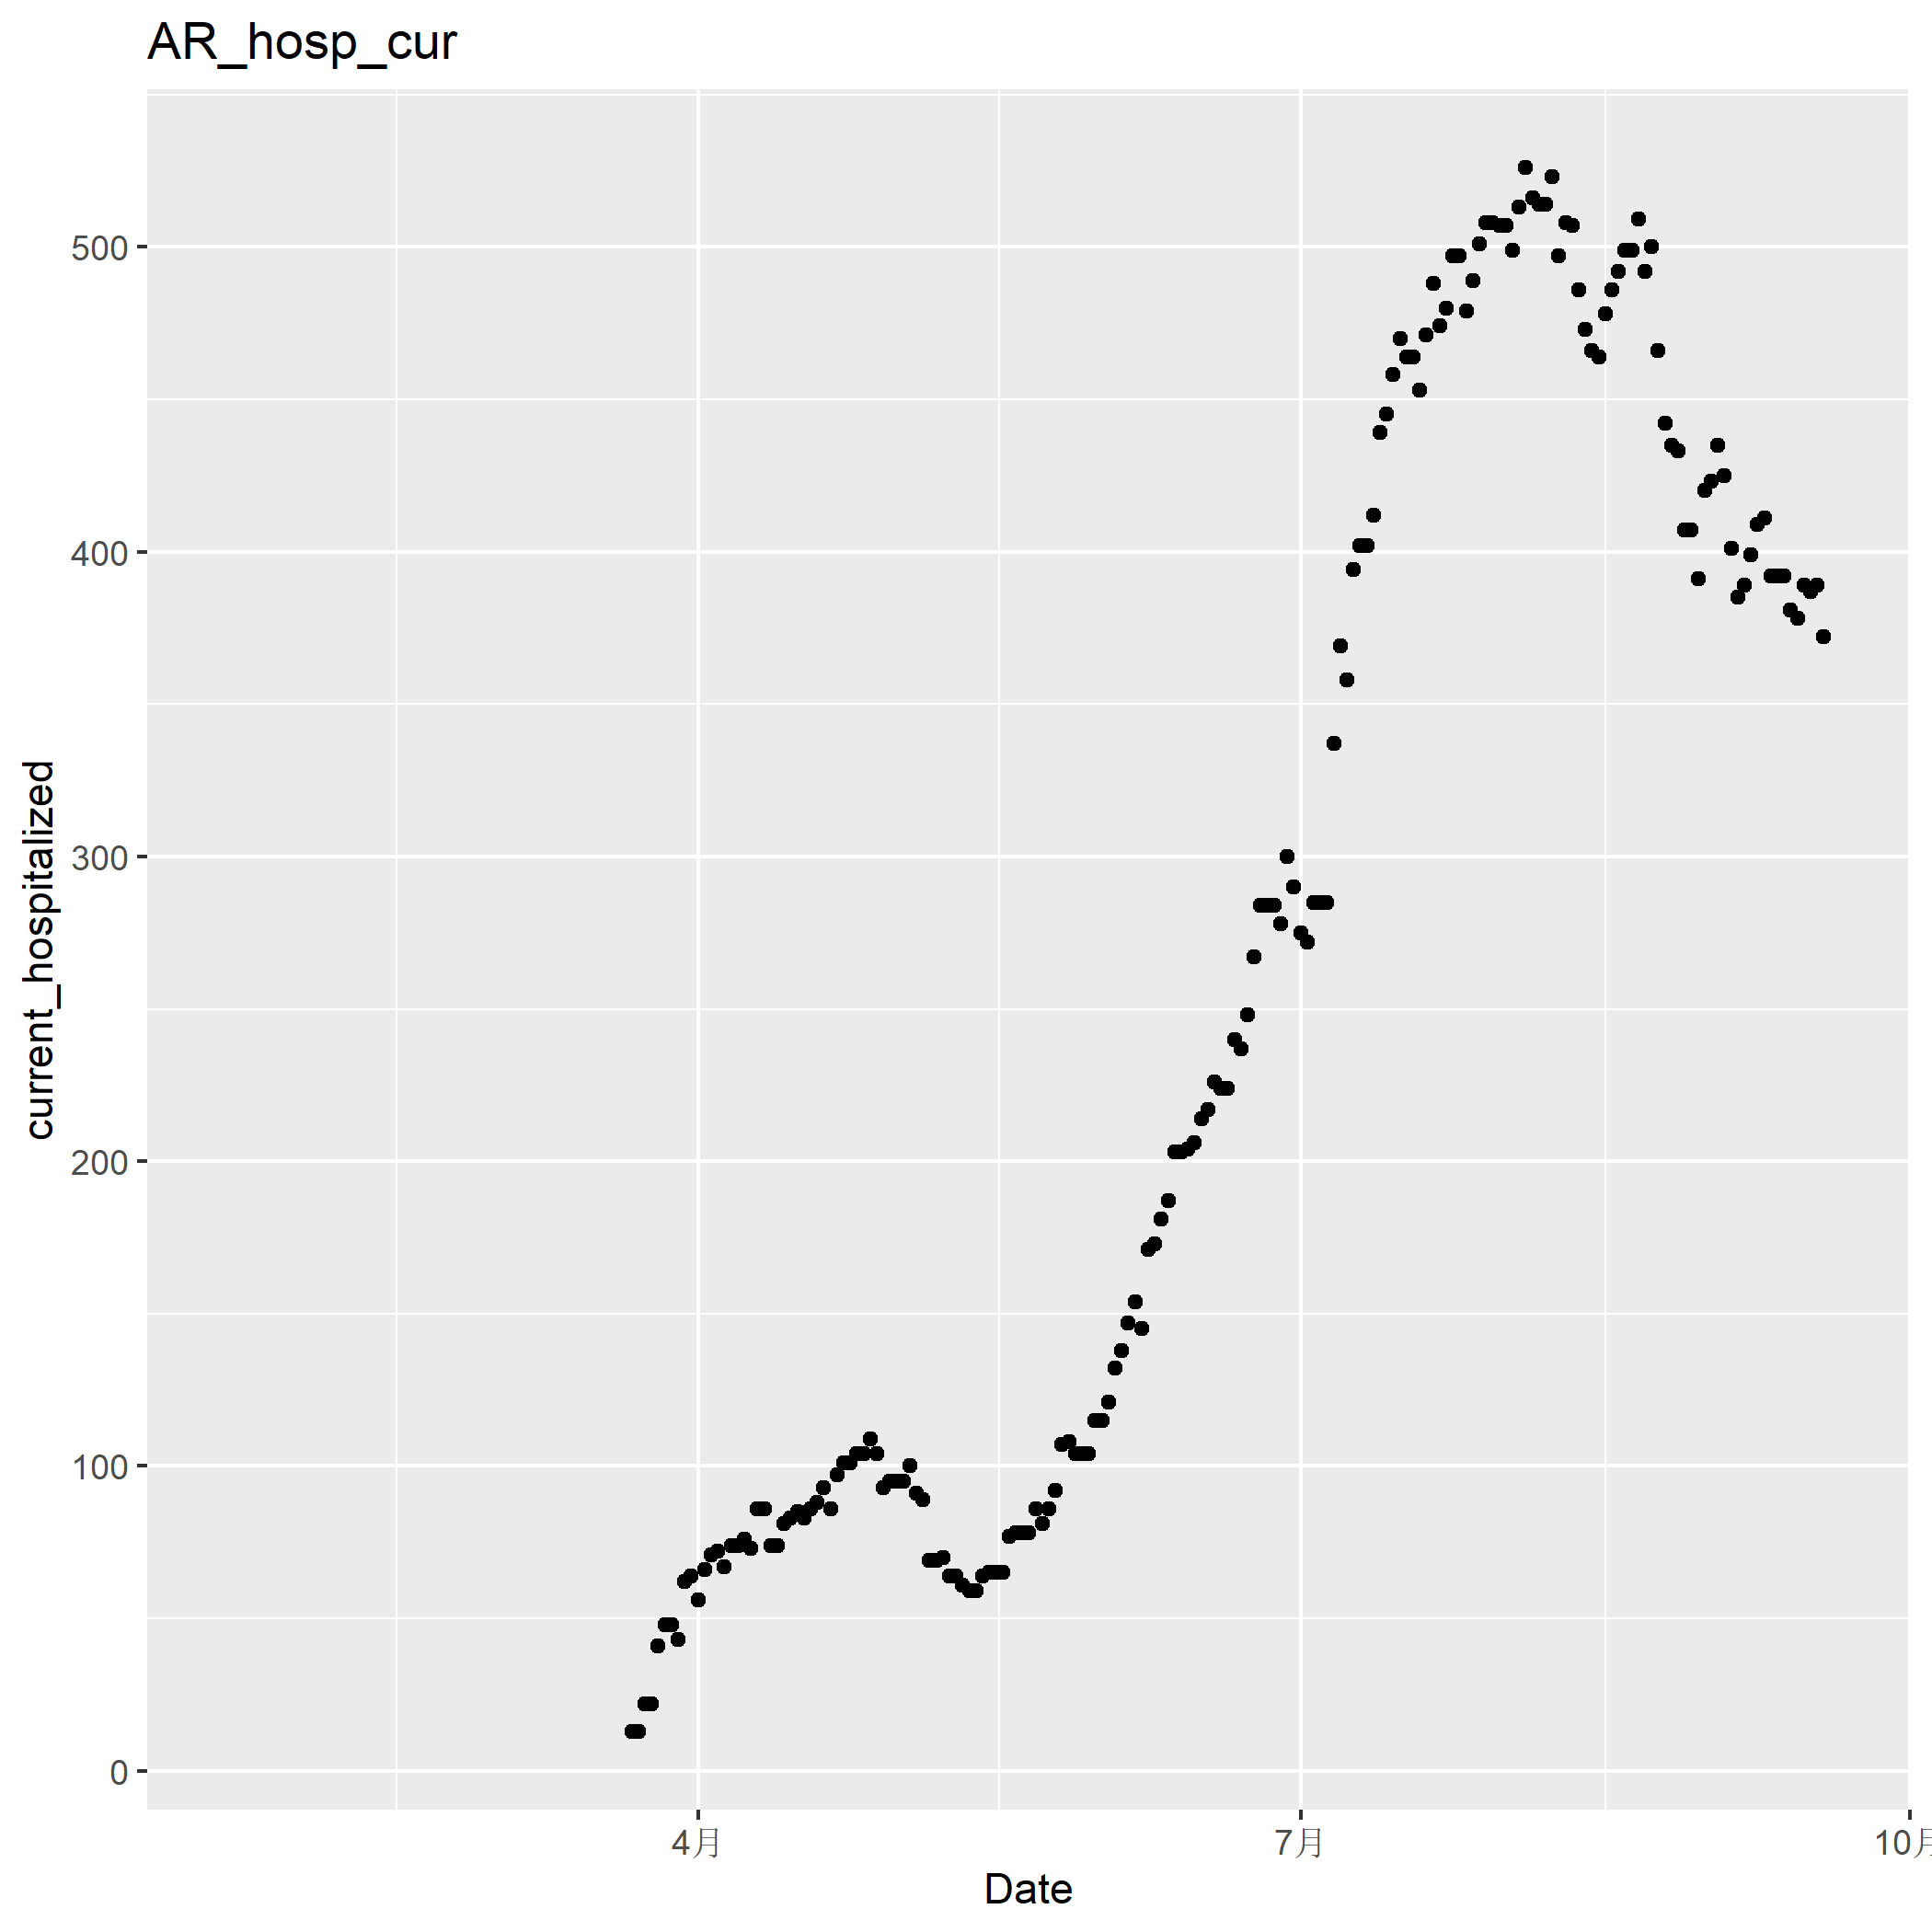 AR_hosp_cur
current_hospitalized
500
400
300
200
100
0
4月
7月
10月
Date